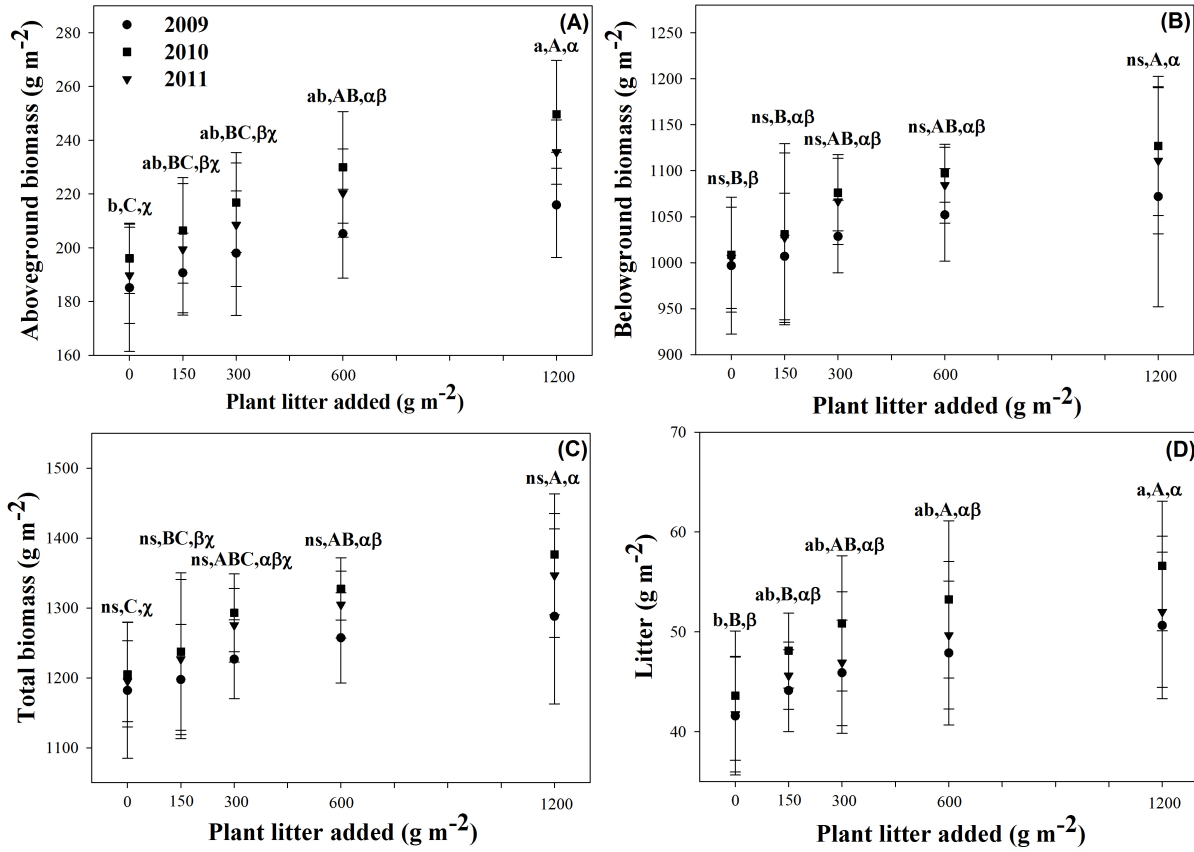 (A)
2009
2010
2011
Aboveground biomass (g m⁻²)
280
260
240
220
200
180
160
b,C,χ
ab,BC,βχ
ab,BC,βχ
ab,AB,αβ
a,A,α
0 150 300 600 1200
Plant litter added (g m⁻²)
(B)
Belowground biomass (g m⁻²)
1250
1200
1150
1100
1050
1000
950
900
ns,B,β
ns,B,αβ
ns,AB,αβ
ns,AB,αβ
ns,A,α
0 150 300 600 1200
Plant litter added (g m⁻²)
(C)
Total biomass (g m⁻²)
1500
1400
1300
1200
1100
ns,C,χ
ns,BC,βχ
ns,ABC,αβχ
ns,AB,αβ
ns,A,α
0 150 300 600 1200
Plant litter added (g m⁻²)
(D)
Litter (g m⁻²)
70
60
50
40
b,B,β
ab,B,αβ
ab,AB,αβ
ab,A,αβ
a,A,α
0 150 300 600 1200
Plant litter added (g m⁻²)